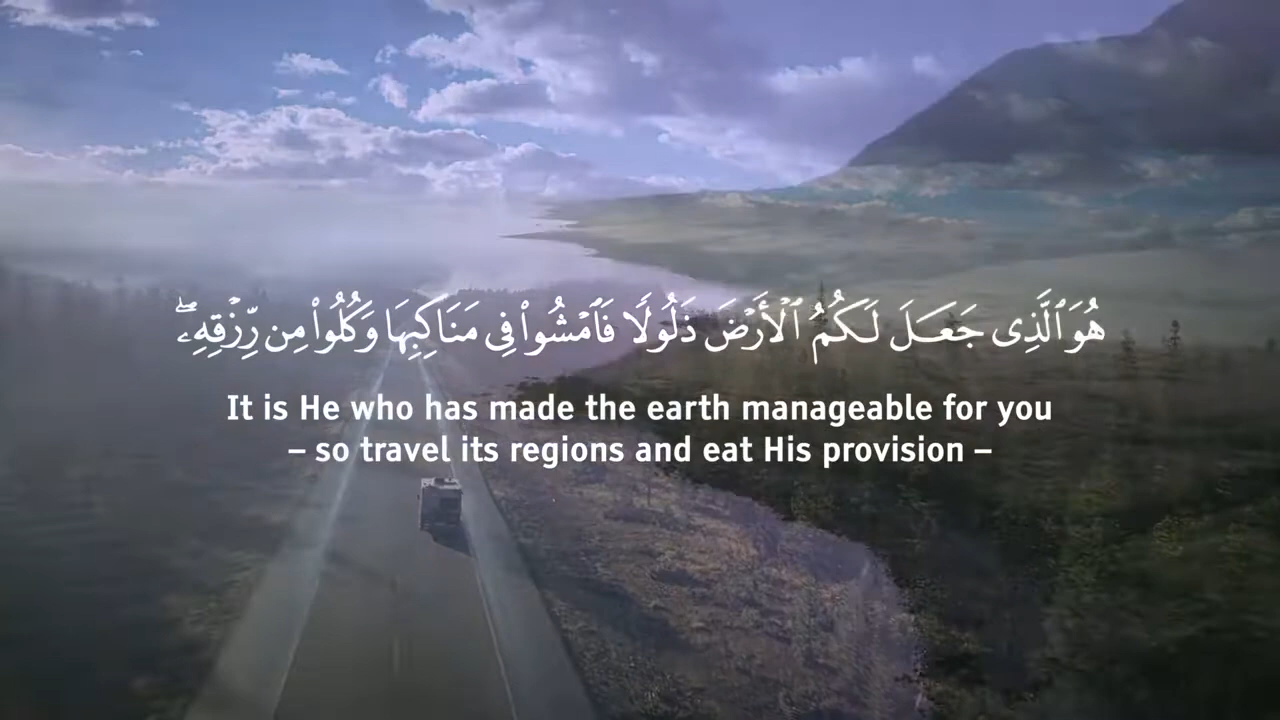 هُوَ ٱلَّذِى جَعَلَ لَكُمُ ٱلْأَرْضَ ذَلُولًا فَٱمْشُوا۟ فِى مَنَاكِبِهَا وَكُلُوا۟ مِن رِّزْقِهِۦ ۖ
It is He who has made the earth manageable for you
– so travel its regions and eat His provision –